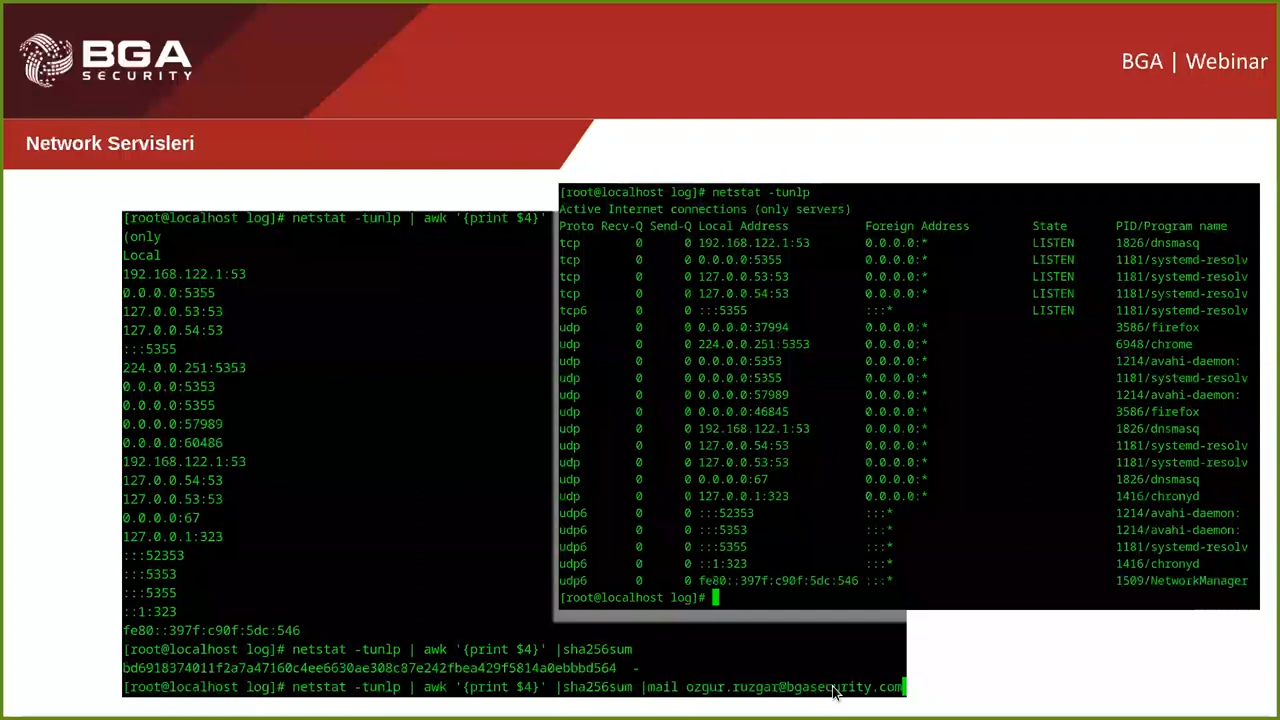 BGA
SECURITY
BGA | Webinar
Network Servisleri
[root@localhost log]# netstat -tunlp | awk '{print $4}'
(only
Local
192.168.122.1:53
0.0.0.0:5355
127.0.0.53:53
127.0.0.54:53
:::5355
224.0.0.251:5353
0.0.0.0:5353
0.0.0.0:5355
0.0.0.0:57989
0.0.0.0:60486
192.168.122.1:53
127.0.0.54:53
127.0.0.53:53
0.0.0.0:67
127.0.0.1:323
:::52353
:::5353
:::5355
::1:323
fe80::397f:c90f:5dc:546
[root@localhost log]# netstat -tunlp | awk '{print $4}' |sha256sum
bd6918374011f2a7a47160c4ee6630ae308c87e242fbea429f5814a0ebbbd564  -
[root@localhost log]# netstat -tunlp | awk '{print $4}' |sha256sum |mail ozgur.ruzgar@bgasecurity.com
[root@localhost log]# netstat -tunlp
Active Internet connections (only servers)
Proto Recv-Q Send-Q Local Address Foreign Address State PID/Program name
tcp 0 0 192.168.122.1:53 0.0.0.0:* LISTEN 1826/dnsmasq
tcp 0 0 0.0.0.0:5355 0.0.0.0:* LISTEN 1181/systemd-resolv
tcp 0 0 127.0.0.53:53 0.0.0.0:* LISTEN 1181/systemd-resolv
tcp 0 0 127.0.0.54:53 0.0.0.0:* LISTEN 1181/systemd-resolv
tcp6 0 0 :::5355 :::* LISTEN 1181/systemd-resolv
udp 0 0 0.0.0.0:37994 0.0.0.0:* 3586/firefox
udp 0 0 224.0.0.251:5353 0.0.0.0:* 6948/chrome
udp 0 0 0.0.0.0:5353 0.0.0.0:* 1214/avahi-daemon:
udp 0 0 0.0.0.0:5355 0.0.0.0:* 1181/systemd-resolv
udp 0 0 0.0.0.0:57989 0.0.0.0:* 1214/avahi-daemon:
udp 0 0 0.0.0.0:46845 0.0.0.0:* 3586/firefox
udp 0 0 192.168.122.1:53 0.0.0.0:* 1826/dnsmasq
udp 0 0 127.0.0.54:53 0.0.0.0:* 1181/systemd-resolv
udp 0 0 127.0.0.53:53 0.0.0.0:* 1181/systemd-resolv
udp 0 0 0.0.0.0:67 0.0.0.0:* 1826/dnsmasq
udp 0 0 127.0.0.1:323 0.0.0.0:* 1416/chronyd
udp6 0 0 :::52353 :::* 1214/avahi-daemon:
udp6 0 0 :::5353 :::* 1214/avahi-daemon:
udp6 0 0 :::5355 :::* 1181/systemd-resolv
udp6 0 0 ::1:323 :::* 1416/chronyd
udp6 0 0 fe80::397f:c90f:5dc:546 :::* 1509/NetworkManager
[root@localhost log]#